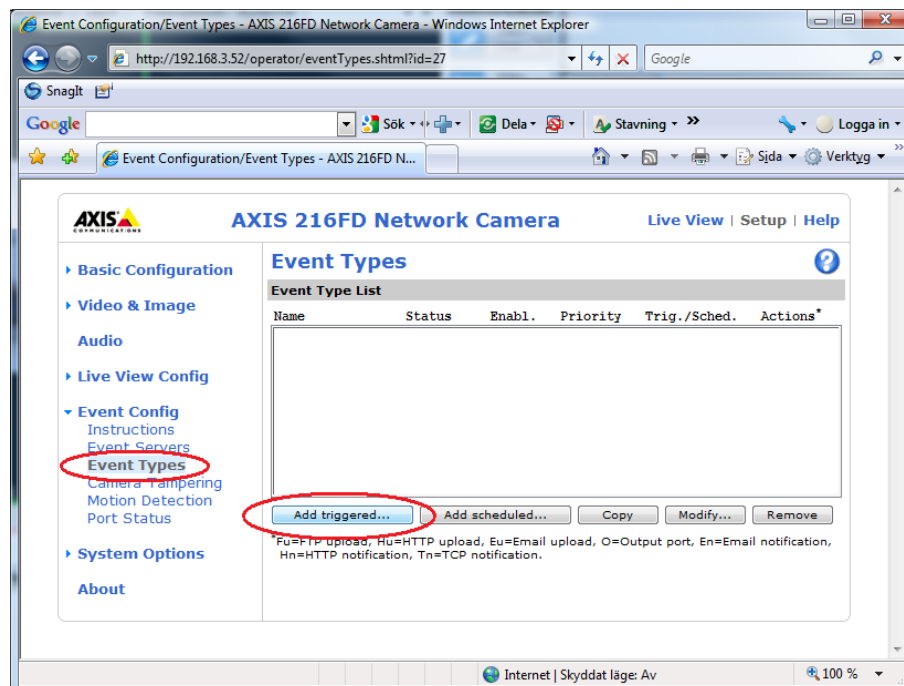 Event Configuration/Event Types - AXIS 216FD Network Camera - Windows Internet Explorer
http://192.168.3.52/operator/eventTypes.shtml?id=27
Google
SnagIt
Google Sök Dela Stavning >> Logga in
Event Configuration/Event Types - AXIS 216FD N... Sida Verktyg >>
AXIS COMMUNICATIONS
AXIS 216FD Network Camera
Live View | Setup | Help
Basic Configuration
Video & Image
Audio
Live View Config
Event Config
Instructions
Event Servers
Event Types
Camera Tampering
Motion Detection
Port Status
System Options
About
Event Types
Event Type List
Name Status Enabl. Priority Trig./Sched. Actions*
Add triggered... Add scheduled... Copy Modify... Remove
*Fu=FTP upload, Hu=HTTP upload, Eu=Email upload, O=Output port, En=Email notification,
Hn=HTTP notification, Tn=TCP notification.
Internet | Skyddat läge: Av 100 %